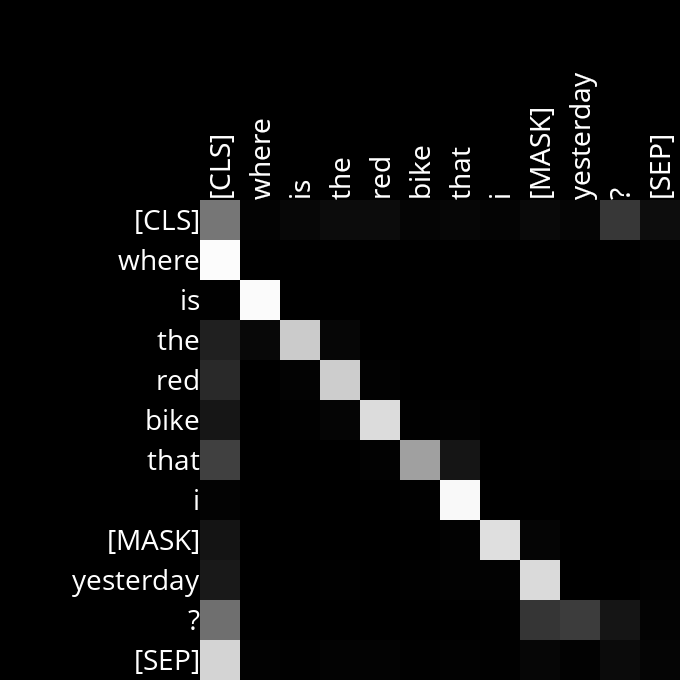 [CLS]
where
is
the
red
bike
that
i
[MASK]
yesterday
?
[SEP]
[CLS]
where
is
the
red
bike
that
i
[MASK]
yesterday
?
[SEP]